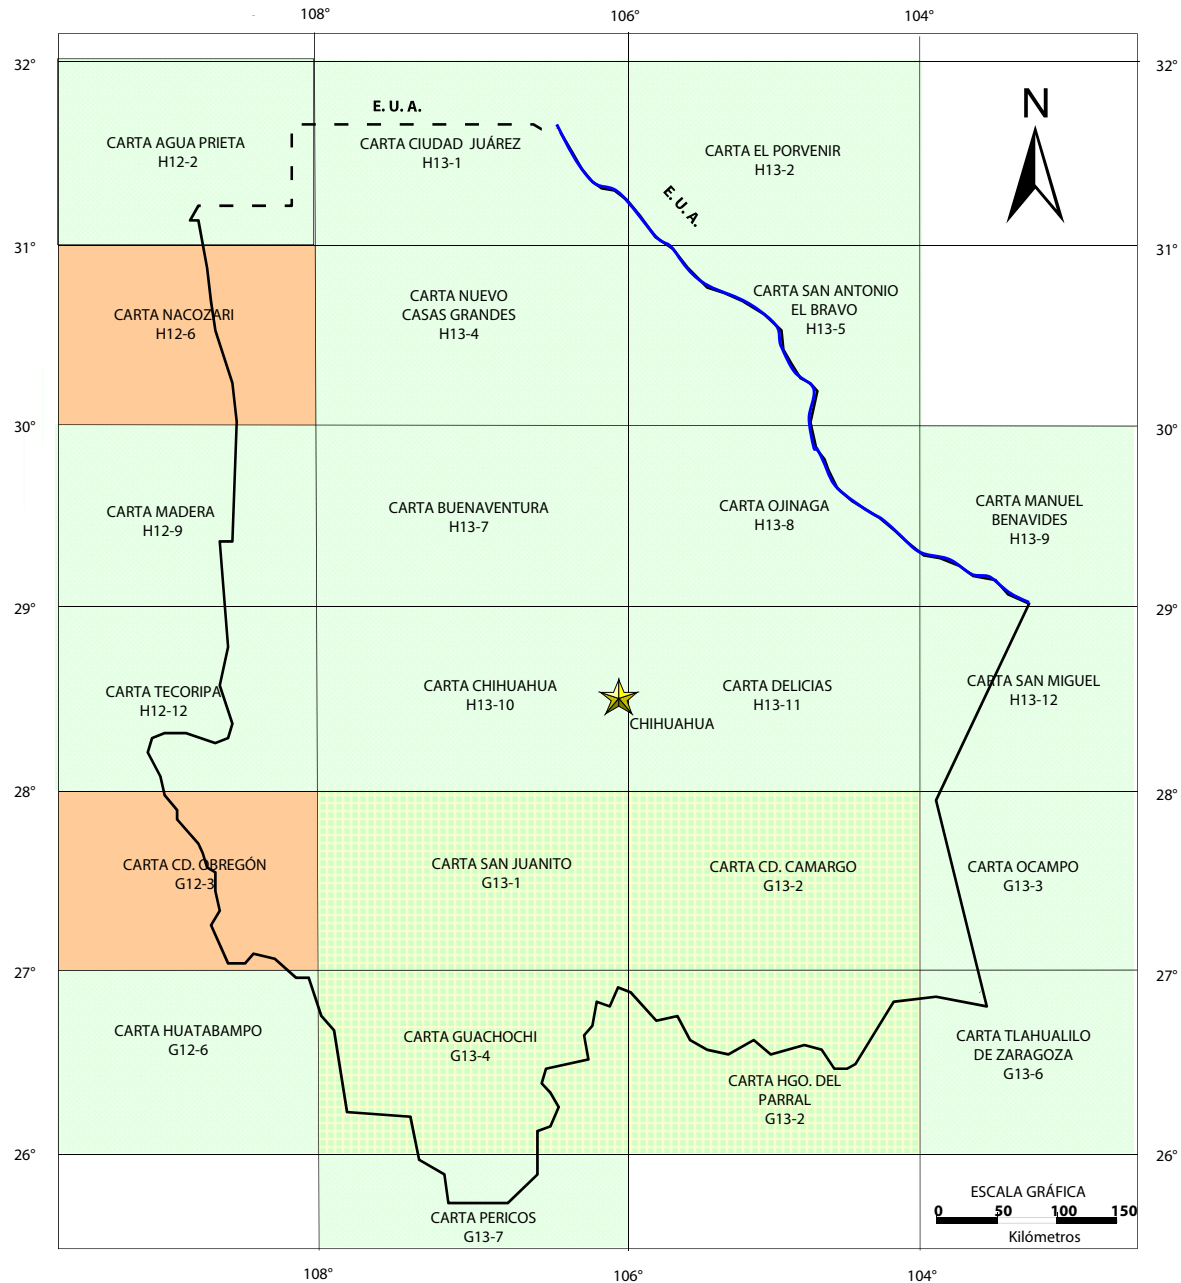 108°
106°
104°
32°
32°
N
E. U. A.
CARTA AGUA PRIETA
H12-2
CARTA CIUDAD JUÁREZ
H13-1
CARTA EL PORVENIR
H13-2
E. U. A.
31°
31°
CARTA NACOZARI
H12-6
CARTA NUEVO
CASAS GRANDES
H13-4
CARTA SAN ANTONIO
EL BRAVO
H13-5
30°
30°
CARTA MADERA
H12-9
CARTA BUENAVENTURA
H13-7
CARTA OJINAGA
H13-8
CARTA MANUEL
BENAVIDES
H13-9
29°
29°
CARTA TECORIPA
H12-12
CARTA CHIHUAHUA
H13-10
CHIHUAHUA
CARTA DELICIAS
H13-11
CARTA SAN MIGUEL
H13-12
28°
28°
CARTA CD. OBREGÓN
G12-3
CARTA SAN JUANITO
G13-1
CARTA CD. CAMARGO
G13-2
CARTA OCAMPO
G13-3
27°
27°
CARTA HUATABAMPO
G12-6
CARTA GUACHOCHI
G13-4
CARTA HGO. DEL
PARRAL
G13-2
CARTA TLAHUALILO
DE ZARAGOZA
G13-6
26°
26°
CARTA PERICOS
G13-7
ESCALA GRÁFICA
0 50 100 150
Kilómetros
108°
106°
104°